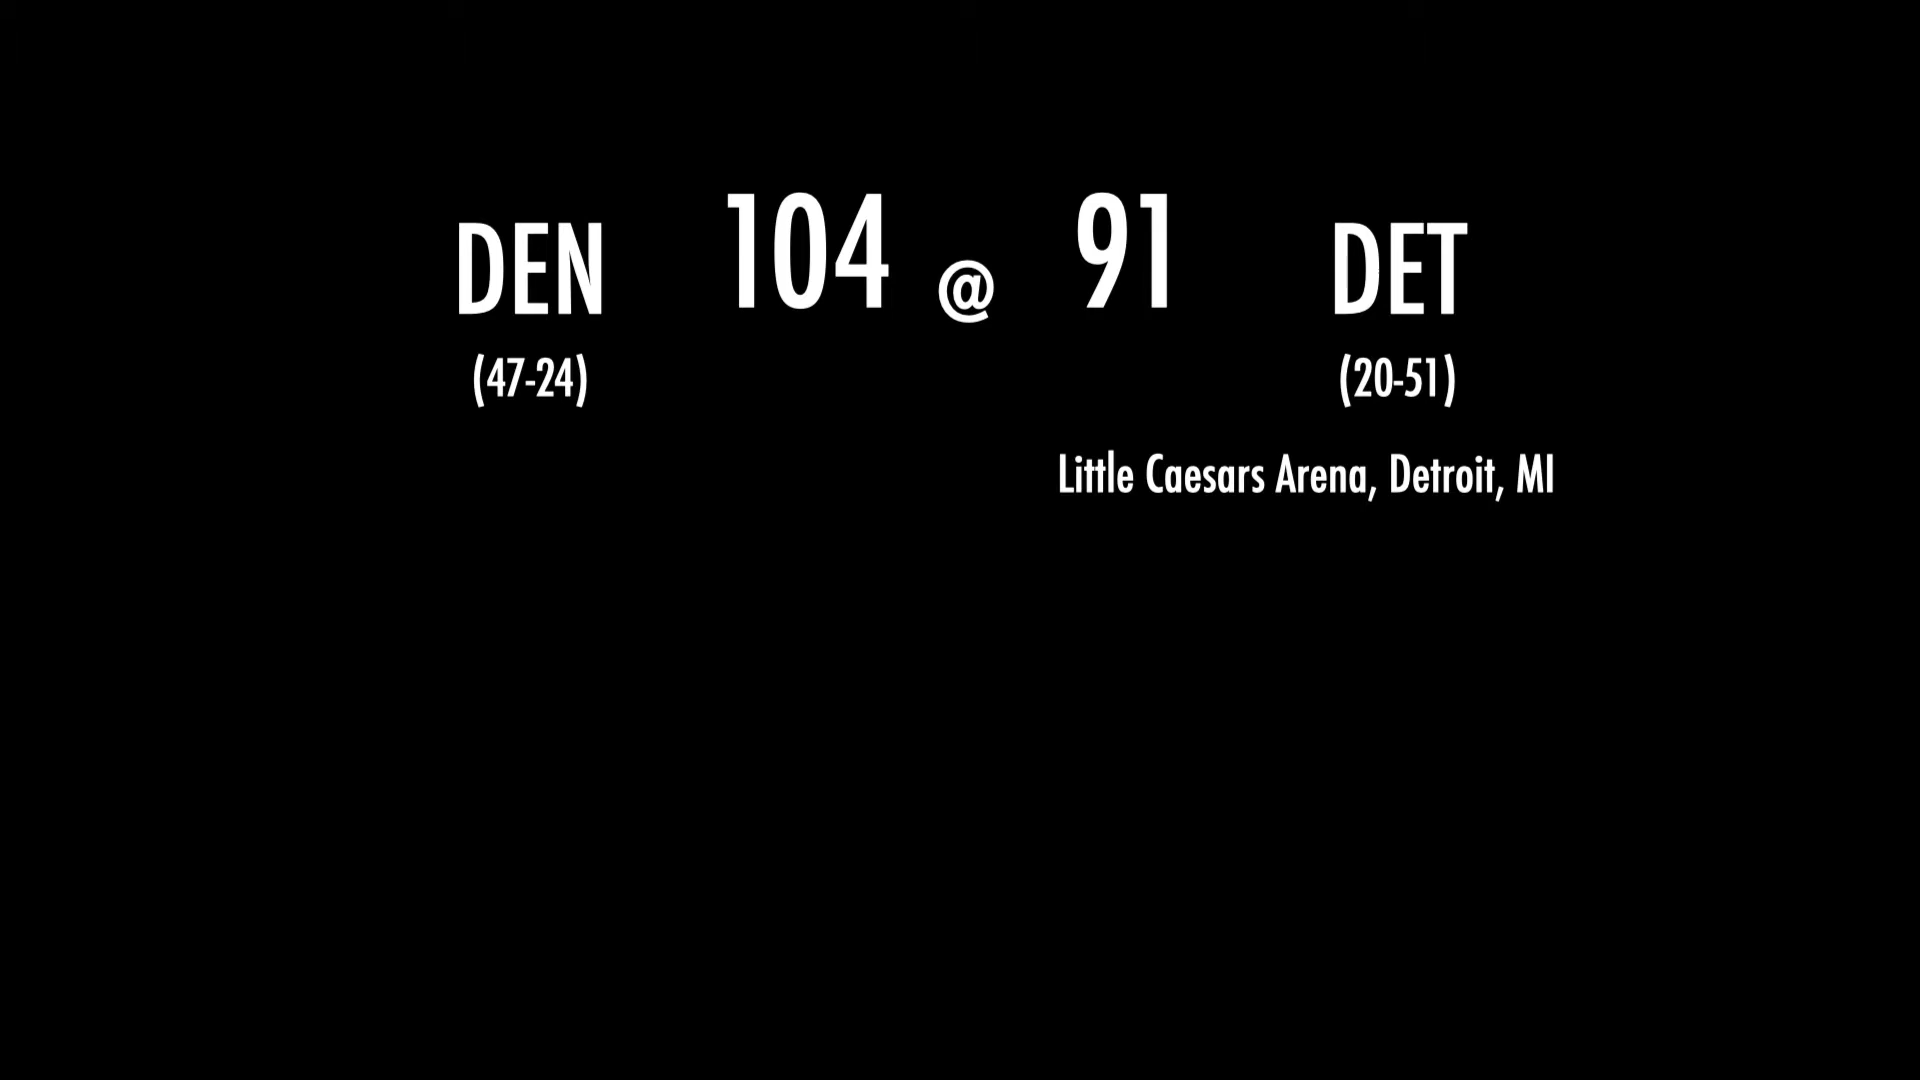 DEN 104 @ 91 DET
(47-24) (20-51)
Little Caesars Arena, Detroit, MI